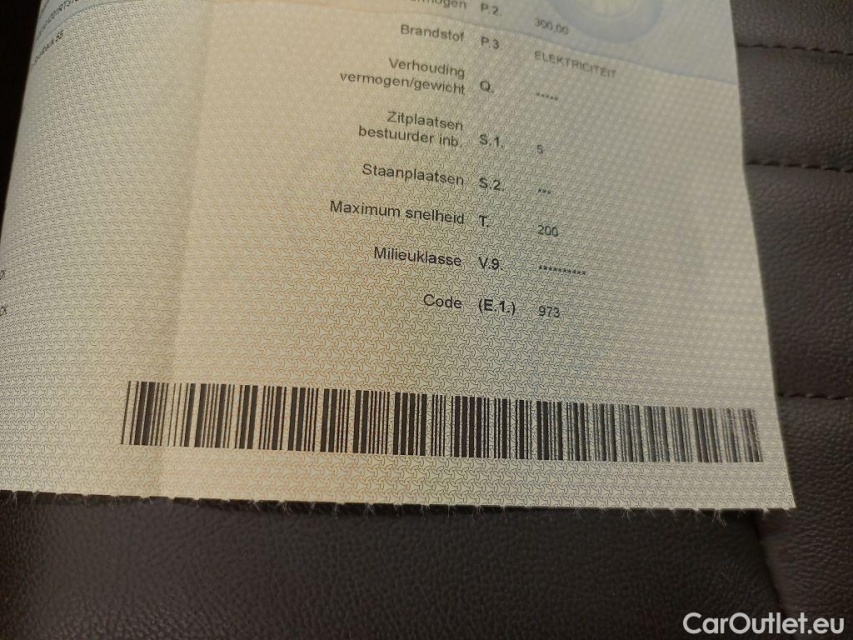 P.2. 300,00
Brandstof P.3. ELEKTRICITEIT
Verhouding
vermogen/gewicht Q. *****
Zitplaatsen
bestuurder inb. S.1. 5
Staanplaatsen S.2. ***
Maximum snelheid T. 200
Milieuklasse V.9. **********
Code (E.1.) 973
CarOutlet.eu